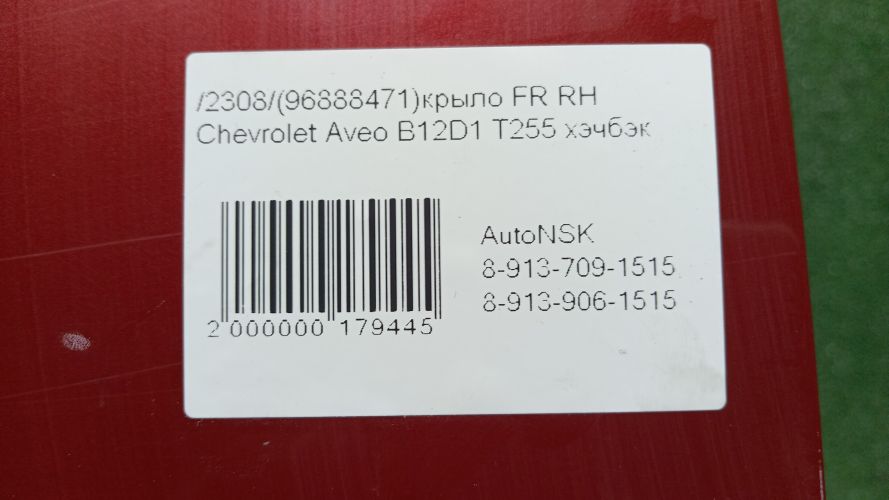 /2308/(96888471)крыло FR RH
Chevrolet Aveo B12D1 T255 хэчбэк
AutoNSK
8-913-709-1515
8-913-906-1515
2 000000 179445